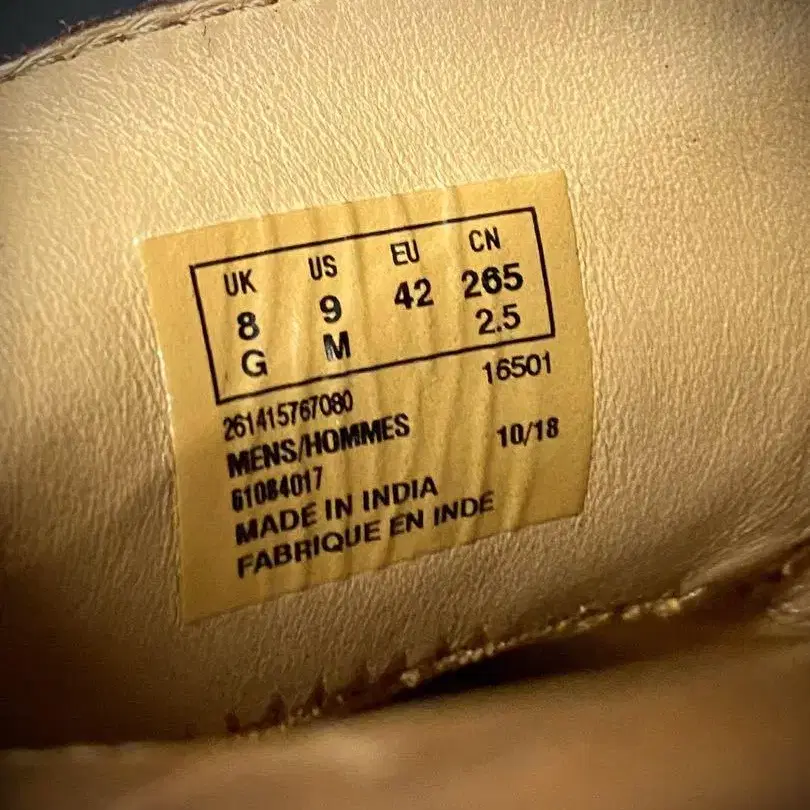 UK US EU CN
8 9 42 265
G M 2.5
16501
261415767080
MENS/HOMMES 10/18
61084017
MADE IN INDIA
FABRIQUE EN INDE